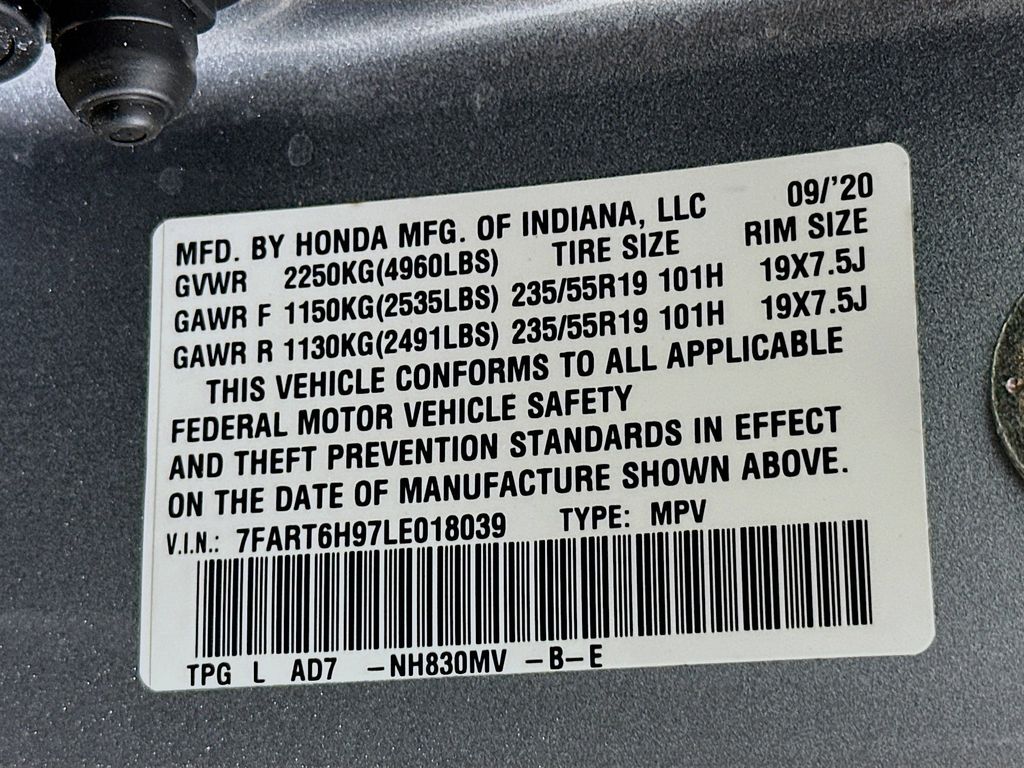 MFD. BY HONDA MFG. OF INDIANA, LLC 09/'20
GVWR 2250KG(4960LBS) TIRE SIZE RIM SIZE
GAWR F 1150KG(2535LBS) 235/55R19 101H 19X7.5J
GAWR R 1130KG(2491LBS) 235/55R19 101H 19X7.5J
THIS VEHICLE CONFORMS TO ALL APPLICABLE
FEDERAL MOTOR VEHICLE SAFETY
AND THEFT PREVENTION STANDARDS IN EFFECT
ON THE DATE OF MANUFACTURE SHOWN ABOVE.
V.I.N.: 7FART6H97LE018039 TYPE: MPV
TPG L AD7 -NH830MV -B-E